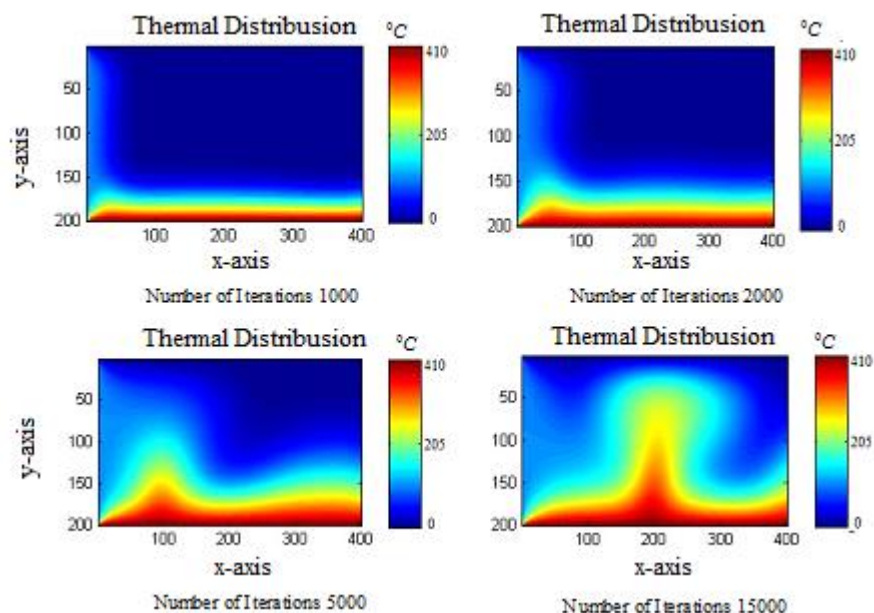 Thermal Distribusion
°C
410
205
0
50
100
150
200
y-axis
100
200
300
400
x-axis
Number of Iterations 1000
Thermal Distribusion
°C
410
205
0
50
100
150
200
100
200
300
400
x-axis
Number of Iterations 2000
Thermal Distribusion
°C
410
205
0
50
100
150
200
y-axis
100
200
300
400
x-axis
Number of Iterations 5000
Thermal Distribusion
°C
410
205
0
50
100
150
200
100
200
300
400
x-axis
Number of Iterations 15000